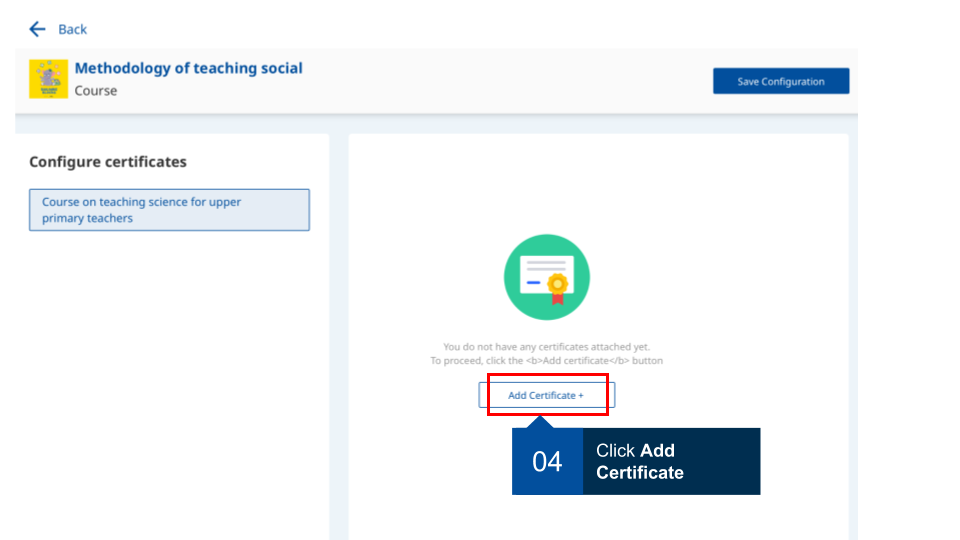 Back
Methodology of teaching social
Course
Save Configuration
Configure certificates
Course on teaching science for upper
primary teachers
You do not have any certificates attached yet.
To proceed, click the <b>Add certificate</b> button
Add Certificate +
04
Click Add
Certificate